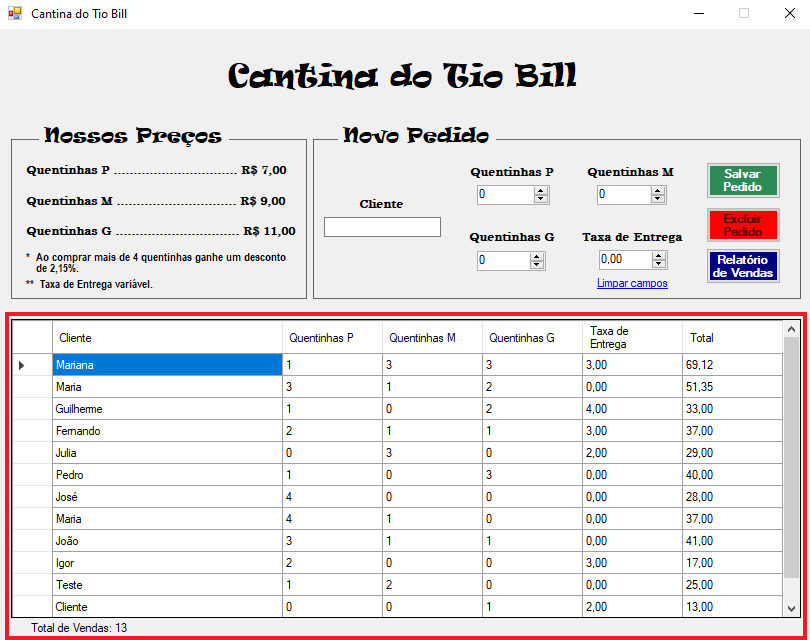 Cantina do Tio Bill
Cantina do Tio Bill
Nossos Preços
Quentinhas P ................................ R$ 7,00
Quentinhas M ............................... R$ 9,00
Quentinhas G ................................ R$ 11,00
* Ao comprar mais de 4 quentinhas ganhe um desconto
de 2,15%.
** Taxa de Entrega variável.
Novo Pedido
Cliente
Quentinhas P
0
Quentinhas M
0
Quentinhas G
0
Taxa de Entrega
0,00
Limpar campos
Salvar
Pedido
Excluir
Pedido
Relatório
de Vendas
Cliente Quentinhas P Quentinhas M Quentinhas G Taxa de Entrega Total
Mariana 1 3 3 3,00 69,12
Maria 3 1 2 0,00 51,35
Guilherme 1 0 2 4,00 33,00
Fernando 2 1 1 3,00 37,00
Julia 0 3 0 2,00 29,00
Pedro 1 0 3 0,00 40,00
José 4 0 0 0,00 28,00
Maria 4 1 0 0,00 37,00
João 3 1 1 0,00 41,00
Igor 2 0 0 3,00 17,00
Teste 1 2 0 0,00 25,00
Cliente 0 0 1 2,00 13,00
Total de Vendas: 13